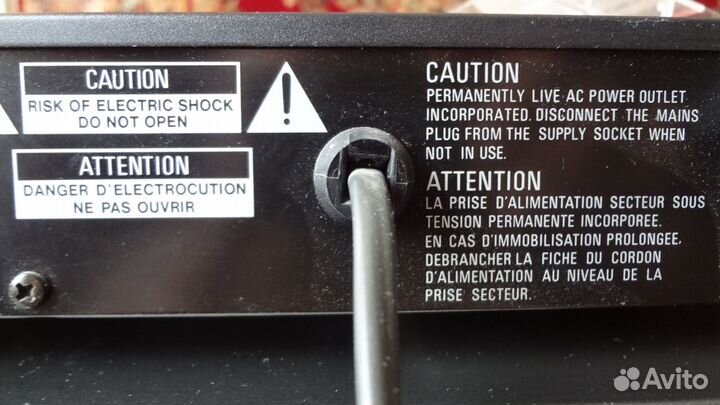 CAUTION
RISK OF ELECTRIC SHOCK
DO NOT OPEN
ATTENTION
DANGER D'ELECTROCUTION
NE PAS OUVRIR
!
CAUTION
PERMANENTLY LIVE AC POWER OUTLET
INCORPORATED. DISCONNECT THE MAINS
PLUG FROM THE SUPPLY SOCKET WHEN
NOT IN USE.
ATTENTION
LA PRISE D'ALIMENTATION SECTEUR SOUS
TENSION PERMANENTE INCORPOREE.
EN CAS D'IMMOBILISATION PROLONGEE,
DEBRANCHER LA FICHE DU CORDON
D'ALIMENTATION AU NIVEAU DE LA
PRISE SECTEUR.
Avito